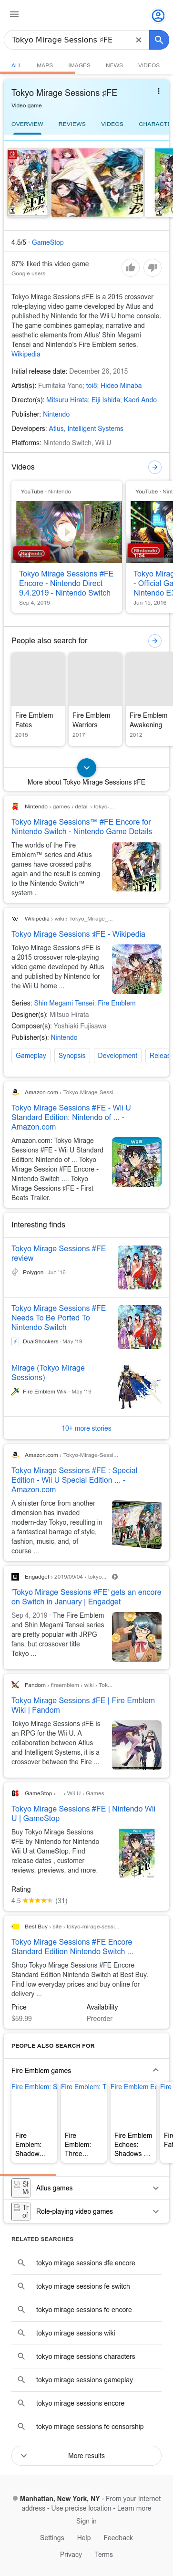 Tokyo Mirage Sessions ♯FE
ALL MAPS IMAGES NEWS VIDEOS
Tokyo Mirage Sessions ♯FE
Video game
OVERVIEW REVIEWS VIDEOS CHARACTE
4.5/5 · GameStop
87% liked this video game
Google users
Tokyo Mirage Sessions ♯FE is a 2015 crossover
role-playing video game developed by Atlus and
published by Nintendo for the Wii U home console.
The game combines narrative, narrative and
aesthetic elements from Atlus' Shin Megami
Tensei and Nintendo's Fire Emblem series.
Wikipedia
Initial release date: December 26, 2015
Artist(s): Fumitaka Yano; toi8; Hideo Minaba
Director(s): Mitsuru Hirata; Eiji Ishida; Kaori Ando
Publisher: Nintendo
Developers: Atlus, Intelligent Systems
Platforms: Nintendo Switch, Wii U
Videos
YouTube · Nintendo
Tokyo Mirage Sessions #FE
Encore - Nintendo Direct
9.4.2019 - Nintendo Switch
Sep 4, 2019
YouTube · Nint
1:34
Tokyo Mirag
- Official Ga
Nintendo E
Jun 15, 2016
People also search for
Fire Emblem
Fates
2015
Fire Emblem
Warriors
2017
Fire Emblem
Awakening
2012
More about Tokyo Mirage Sessions ♯FE
Nintendo › games › detail › tokyo-...
Tokyo Mirage Sessions™ #FE Encore for
Nintendo Switch - Nintendo Game Details
The worlds of the Fire
Emblem™ series and Atlus
games have crossed paths
again and the result is coming
to the Nintendo Switch™
system .
Wikipedia › wiki › Tokyo_Mirage_...
Tokyo Mirage Sessions ♯FE - Wikipedia
Tokyo Mirage Sessions ♯FE is
a 2015 crossover role-playing
video game developed by Atlus
and published by Nintendo for
the Wii U home ...
Series: Shin Megami Tensei; Fire Emblem
Designer(s): Mitsuru Hirata
Composer(s): Yoshiaki Fujisawa
Publisher(s): Nintendo
Gameplay Synopsis Development Releas
Amazon.com › Tokyo-Mirage-Sessi...
Tokyo Mirage Sessions #FE - Wii U
Standard Edition: Nintendo of ... -
Amazon.com
Amazon.com: Tokyo Mirage
Sessions #FE - Wii U Standard
Edition: Nintendo of ... Tokyo
Mirage Session #FE Encore -
Nintendo Switch .... Tokyo
Mirage Sessions #FE - First
Beats Trailer.
Interesting finds
Tokyo Mirage Sessions #FE
review
Polygon · Jun '16
Tokyo Mirage Sessions #FE
Needs To Be Ported To
Nintendo Switch
DualShockers · May '19
Mirage (Tokyo Mirage
Sessions)
Fire Emblem Wiki · May '19
10+ more stories
Amazon.com › Tokyo-Mirage-Sessi...
Tokyo Mirage Sessions #FE : Special
Edition - Wii U Special Edition ... -
Amazon.com
A sinister force from another
dimension has invaded
modern-day Tokyo, resulting in
a fantastical barrage of style,
fashion, music, and, of
course ...
Engadget › 2019/09/04 › tokyo...
'Tokyo Mirage Sessions #FE' gets an encore
on Switch in January | Engadget
Sep 4, 2019 · The Fire Emblem
and Shin Megami Tensei series
are pretty popular with JRPG
fans, but crossover title
Tokyo ...
Fandom › fireemblem › wiki › Tok...
Tokyo Mirage Sessions ♯FE | Fire Emblem
Wiki | Fandom
Tokyo Mirage Sessions ♯FE is
an RPG for the Wii U. A
collaboration between Atlus
and Intelligent Systems, it is a
crossover between the Fire ...
GameStop › ... › Wii U › Games
Tokyo Mirage Sessions #FE | Nintendo Wii
U | GameStop
Buy Tokyo Mirage Sessions
#FE by Nintendo for Nintendo
Wii U at GameStop. Find
release dates , customer
reviews, previews, and more.
Rating
4.5 ★★★★★ (31)
Best Buy › site › tokyo-mirage-sessi...
Tokyo Mirage Sessions #FE Encore
Standard Edition Nintendo Switch ...
Shop Tokyo Mirage Sessions #FE Encore
Standard Edition Nintendo Switch at Best Buy.
Find low everyday prices and buy online for
delivery ...
Price Availability
$59.99 Preorder
PEOPLE ALSO SEARCH FOR
Fire Emblem games
Fire Emblem: S Fire Emblem: T Fire Emblem Ec Fire
Fire
Emblem:
Shadow...
Fire
Emblem:
Three...
Fire Emblem
Echoes:
Shadows ...
Fire
Fat
Atlus games
Role-playing video games
RELATED SEARCHES
tokyo mirage sessions ♯fe encore
tokyo mirage sessions fe switch
tokyo mirage sessions fe encore
tokyo mirage sessions wiki
tokyo mirage sessions characters
tokyo mirage sessions gameplay
tokyo mirage sessions encore
tokyo mirage sessions fe censorship
More results
Manhattan, New York, NY - From your Internet
address - Use precise location - Learn more
Sign in
Settings Help Feedback
Privacy Terms